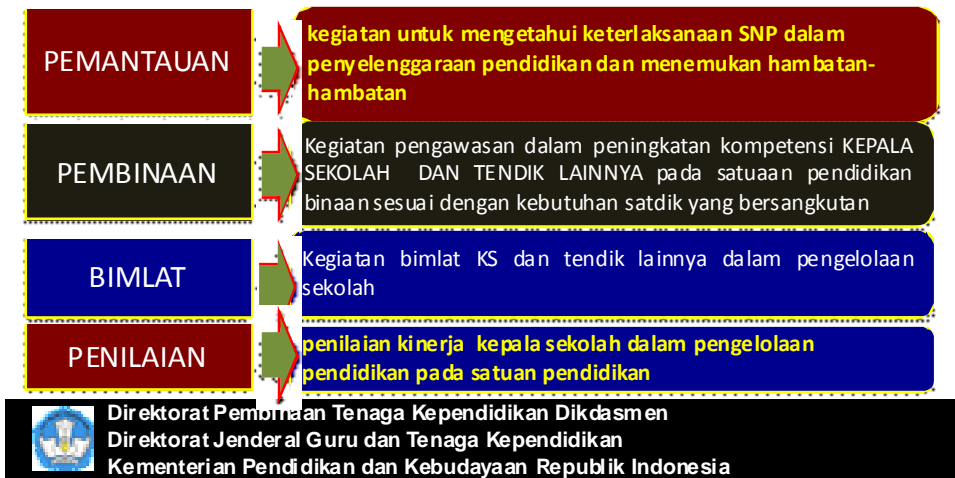 PEMANTAUAN
kegiatan untuk mengetahui keterlaksanaan SNP dalam
penyelenggaraan pendidikan dan menemukan hambatan-
hambatan
PEMBINAAN
Kegiatan pengawasan dalam peningkatan kompetensi KEPALA
SEKOLAH DAN TENDIK LAINNYA pada satuaan pendidikan
binaan sesuai dengan kebutuhan satdik yang bersangkutan
BIMLAT
Kegiatan bimlat KS dan tendik lainnya dalam pengelolaan
sekolah
PENILAIAN
penilaian kinerja kepala sekolah dalam pengelolaan
pendidikan pada satuan pendidikan
Direktorat Pembinaan Tenaga Kependidikan Dikdasmen
Direktorat Jenderal Guru dan Tenaga Kependidikan
Kementerian Pendidikan dan Kebudayaan Republik Indonesia